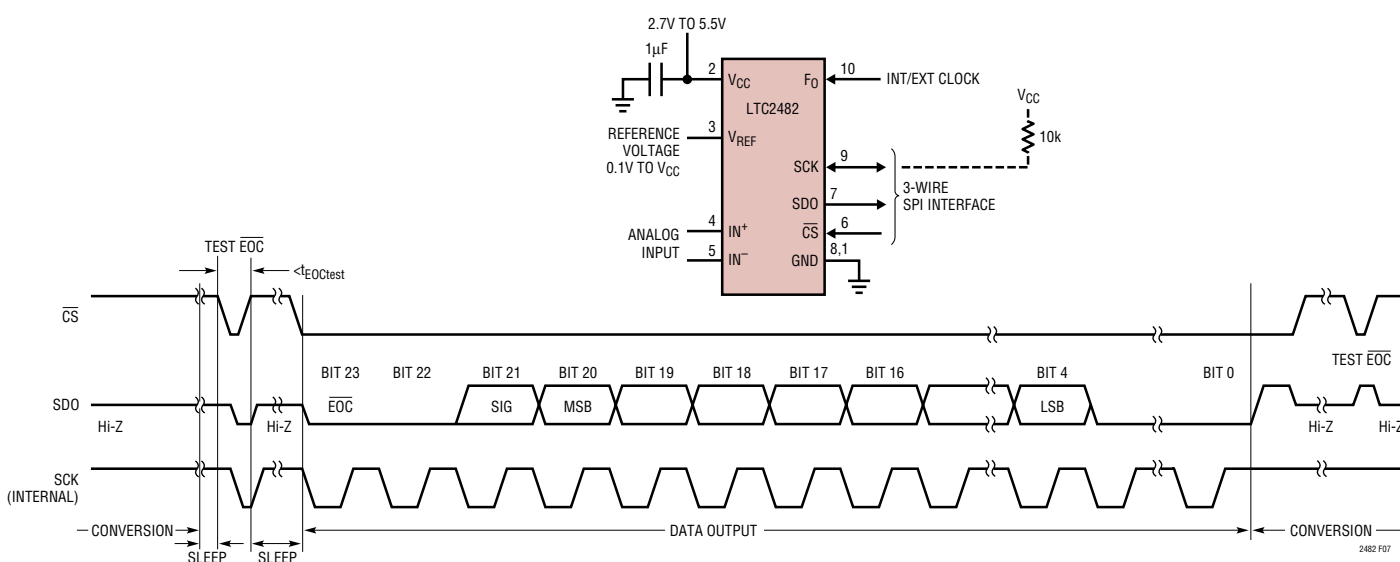 2.7V TO 5.5V
1µF
2
VCC
LTC2482
FO
10
INT/EXT CLOCK
VCC
10k
REFERENCE
VOLTAGE
0.1V TO VCC
3
VREF
SCK
9
3-WIRE
SPI INTERFACE
SDO
7
ANALOG
INPUT
4
IN+
CS
6
5
IN−
GND
8,1
TEST EOC
<tEOCtest
CS
TEST EOC
BIT 23
BIT 22
BIT 21
BIT 20
BIT 19
BIT 18
BIT 17
BIT 16
BIT 4
BIT 0
SDO
EOC
SIG
MSB
LSB
Hi-Z
Hi-Z
Hi-Z
Hi-Z
SCK
(INTERNAL)
CONVERSION
SLEEP
SLEEP
DATA OUTPUT
CONVERSION
2482 F07